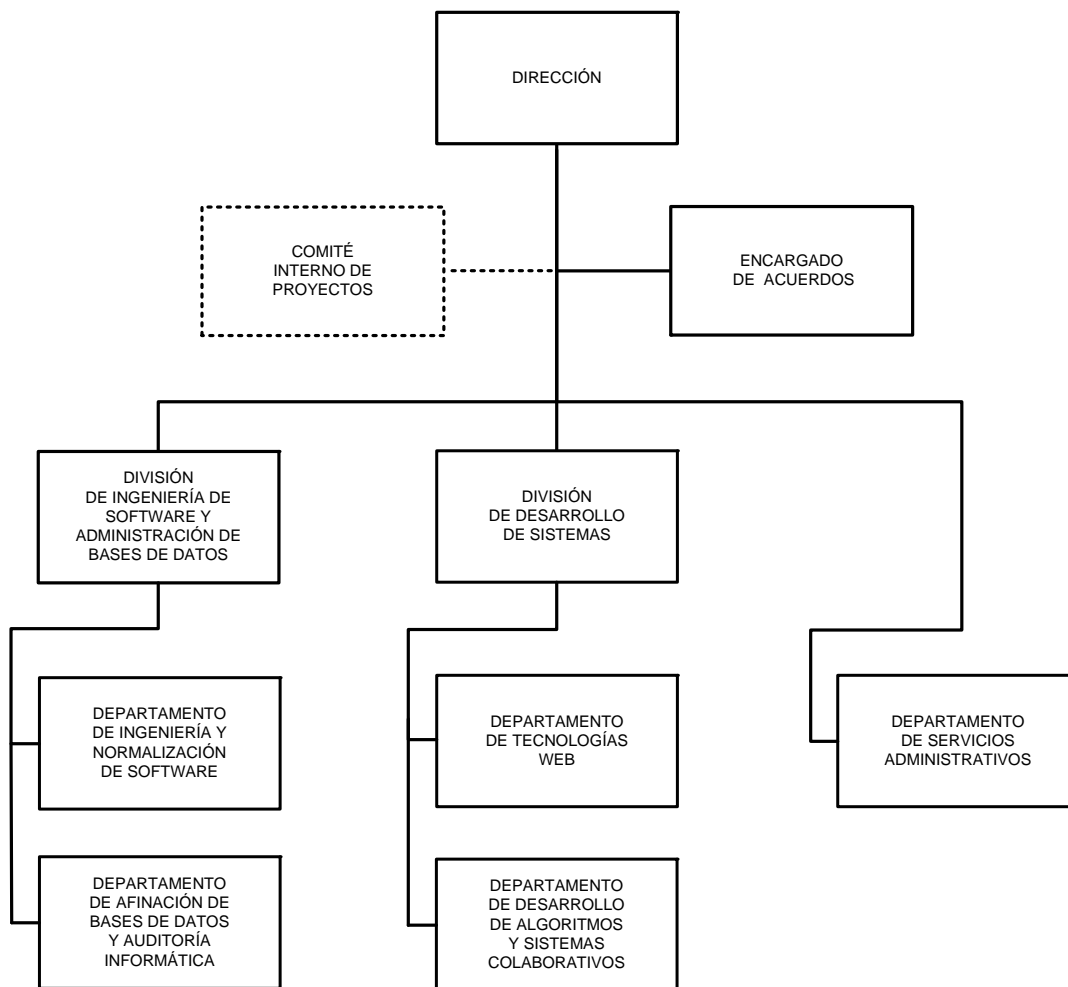 DIRECCIÓN
COMITÉ
INTERNO DE
PROYECTOS
ENCARGADO
DE ACUERDOS
DIVISIÓN
DE INGENIERÍA DE
SOFTWARE Y
ADMINISTRACIÓN DE
BASES DE DATOS
DIVISIÓN
DE DESARROLLO
DE SISTEMAS
DEPARTAMENTO
DE INGENIERÍA Y
NORMALIZACIÓN
DE SOFTWARE
DEPARTAMENTO
DE TECNOLOGÍAS
WEB
DEPARTAMENTO
DE SERVICIOS
ADMINISTRATIVOS
DEPARTAMENTO
DE AFINACIÓN DE
BASES DE DATOS
Y AUDITORÍA
INFORMÁTICA
DEPARTAMENTO
DE DESARROLLO
DE ALGORITMOS
Y SISTEMAS
COLABORATIVOS